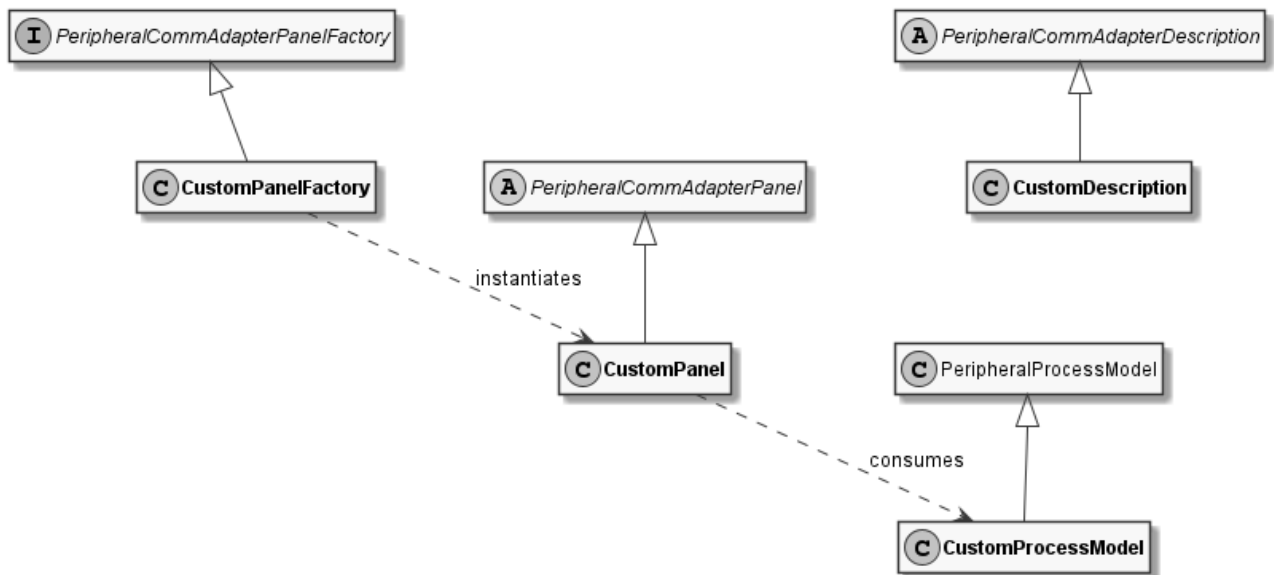 I PeripheralCommAdapterPanelFactory
A PeripheralCommAdapterDescription
C CustomPanelFactory
A PeripheralCommAdapterPanel
C CustomDescription
instantiates
C CustomPanel
C PeripheralProcessModel
consumes
C CustomProcessModel